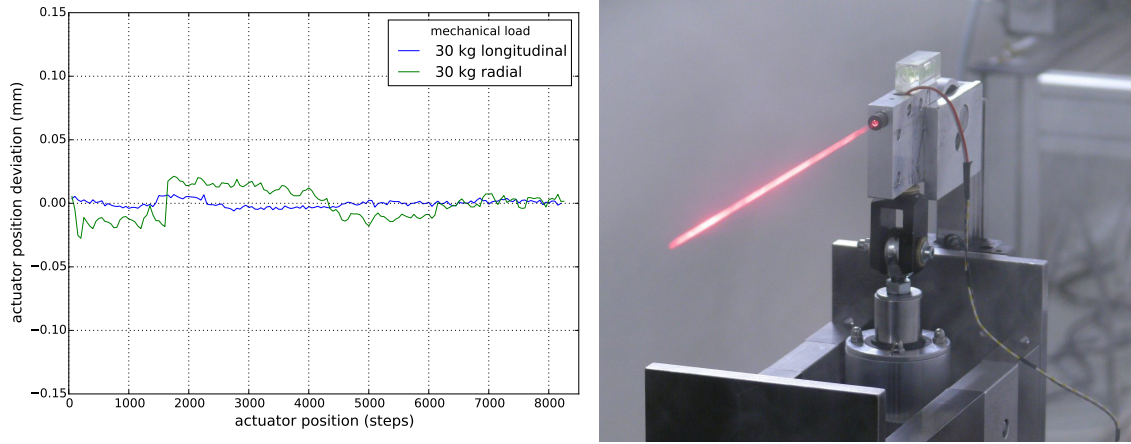 0.15
0.10
0.05
0.00
−0.05
−0.10
−0.15
actuator position deviation (mm)
mechanical load
30 kg longitudinal
30 kg radial
0 1000 2000 3000 4000 5000 6000 7000 8000
actuator position (steps)